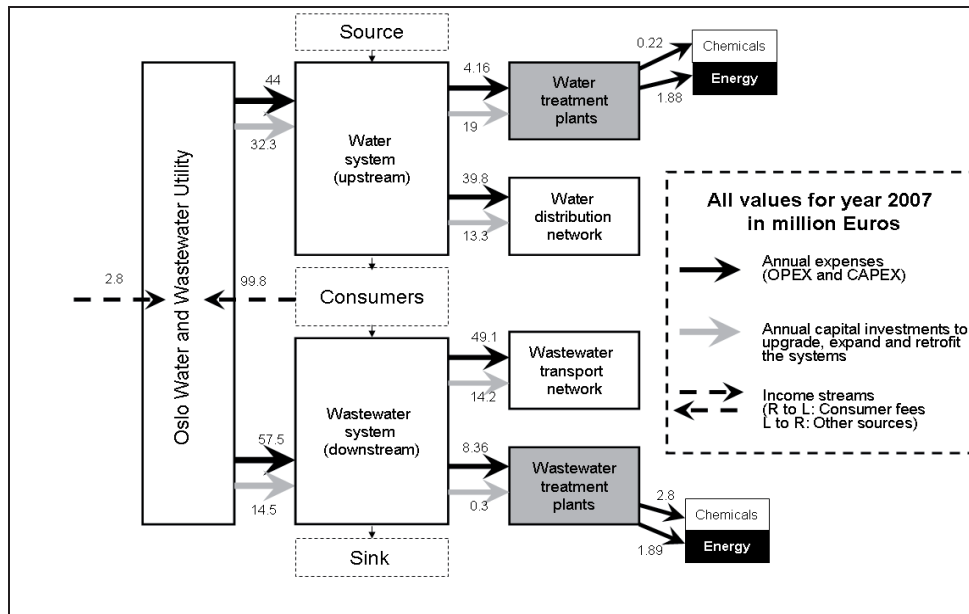 Source
0.22
Chemicals
Energy
1.88
44
32.3
4.16
19
Water
treatment
plants
Water
system
(upstream)
39.8
13.3
Water
distribution
network
Oslo Water and Wastewater Utility
2.8
99.8
Consumers
49.1
14.2
Wastewater
transport
network
57.5
14.5
Wastewater
system
(downstream)
8.36
0.3
Wastewater
treatment
plants
2.8
Chemicals
Energy
1.89
Sink
All values for year 2007
in million Euros
Annual expenses
(OPEX and CAPEX)
Annual capital investments to
upgrade, expand and retrofit
the systems
Income streams
(R to L: Consumer fees
L to R: Other sources)